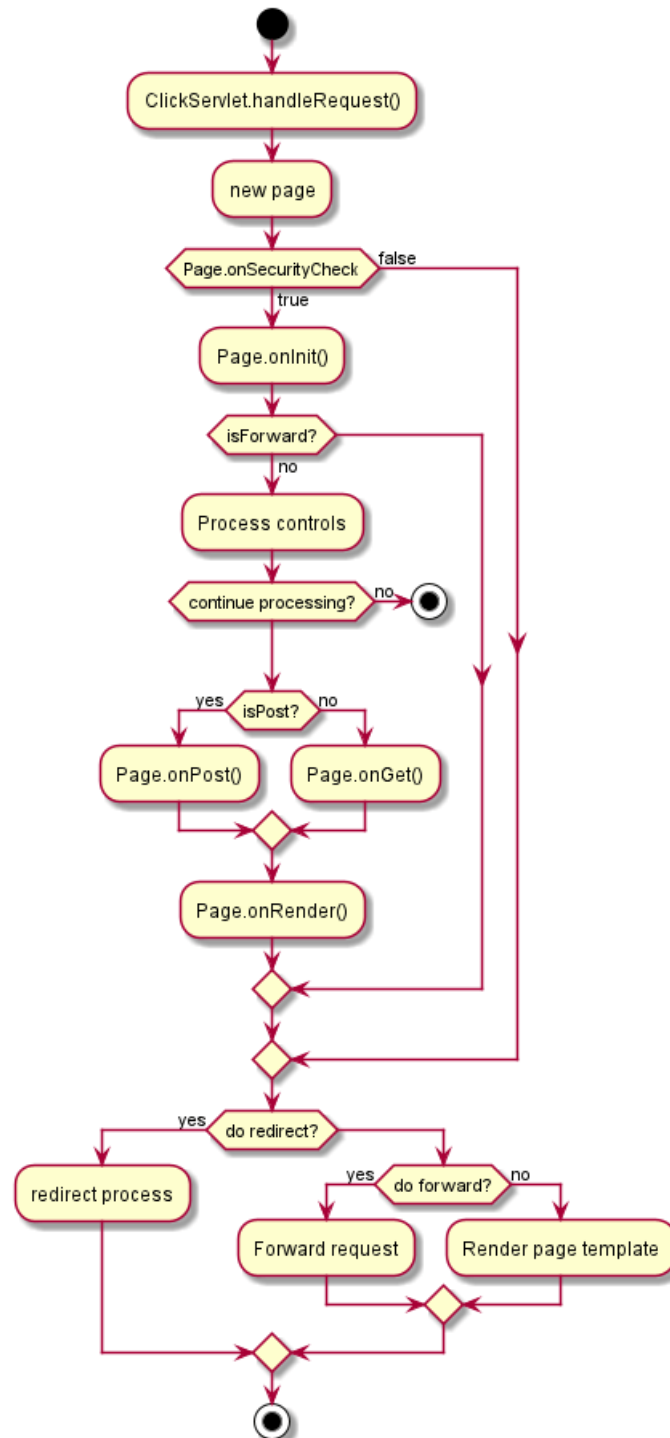 ClickServlet.handleRequest()
new page
Page.onSecurityCheck
false
true
Page.onInit()
isForward?
no
Process controls
continue processing?
no
isPost?
yes
no
Page.onPost()
Page.onGet()
Page.onRender()
do redirect?
yes
redirect process
do forward?
yes
no
Forward request
Render page template